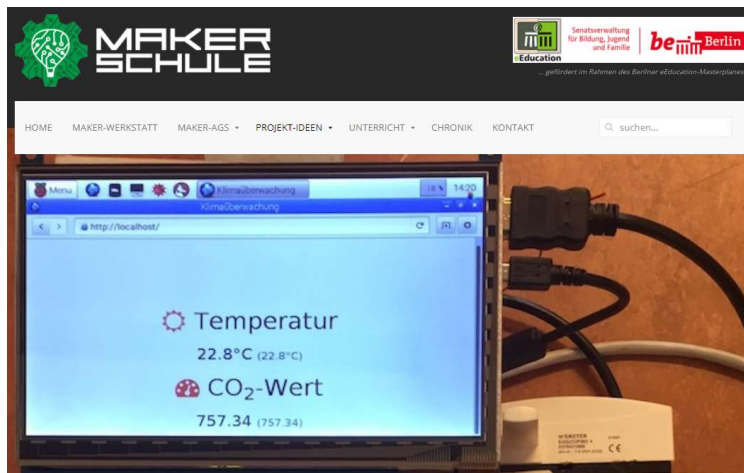 MAKER
SCHULE
eEducation
Senatsverwaltung
für Bildung, Jugend
und Familie
be Berlin
... gefördert im Rahmen des Berliner eEducation-Masterplanes
HOME MAKER-WERKSTATT MAKER-AGS PROJEKT-IDEEN UNTERRICHT CHRONIK KONTAKT suchen...
Menu Klimaüberwachung 14:20
Klimaüberwachung
http://localhost/
Temperatur
22.8°C (22.8°C)
CO₂-Wert
757.34 (757.34)
CE